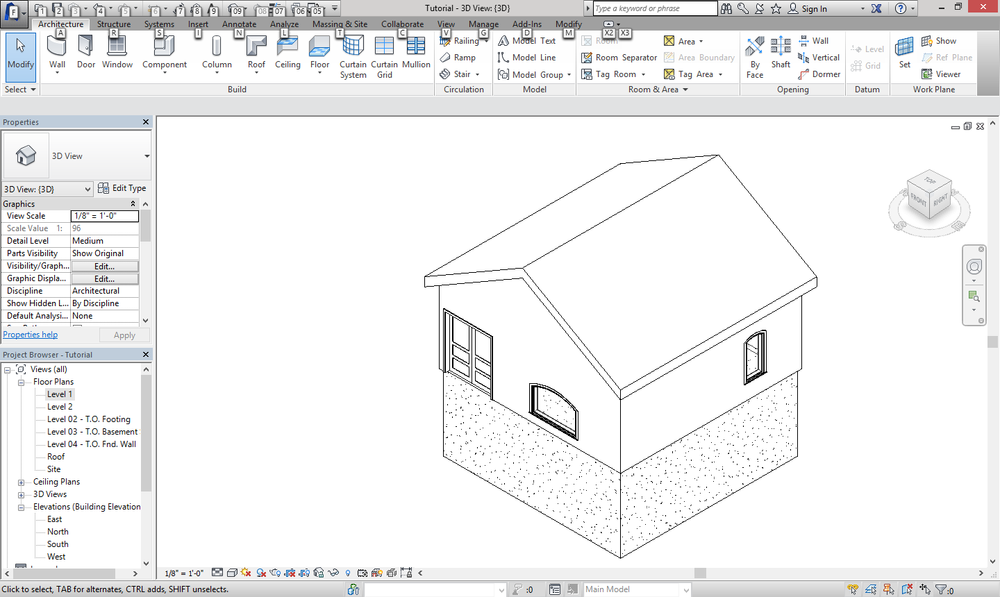 Tutorial - 3D View: {3D}
Type a keyword or phrase
Sign In
F
1 2 3 4 5 6 7 8 9 09 08 07 06 05
Architecture Structure Systems Insert Annotate Analyze Massing & Site Collaborate View Manage Add-Ins Modify
A R S I N L T C V G D M X2 X3
Modify
Wall
Door
Window
Component
Column
Roof
Ceiling
Floor
Curtain System
Curtain Grid
Mullion
Railing
Ramp
Stair
Model Text
Model Line
Model Group
Room
Room Separator
Tag Room
Area
Area Boundary
Tag Area
By Face
Shaft
Wall
Vertical
Dormer
Level
Grid
Set
Show
Ref Plane
Viewer
Select Build Circulation Model Room & Area Opening Datum Work Plane
Properties
3D View
3D View: {3D} Edit Type
Graphics
View Scale 1/8" = 1'-0"
Scale Value 1: 96
Detail Level Medium
Parts Visibility Show Original
Visibility/Graph... Edit...
Graphic Displa... Edit...
Discipline Architectural
Show Hidden L... By Discipline
Default Analysi... None
Properties help Apply
Project Browser - Tutorial
Views (all)
Floor Plans
Level 1
Level 2
Level 02 - T.O. Footing
Level 03 - T.O. Basement
Level 04 - T.O. Fnd. Wall
Roof
Site
Ceiling Plans
3D Views
Elevations (Building Elevation
East
North
South
West
TOP
FRONT
RIGHT
1/8" = 1'-0"
Click to select, TAB for alternates, CTRL adds, SHIFT unselects.
:0
Main Model
:0